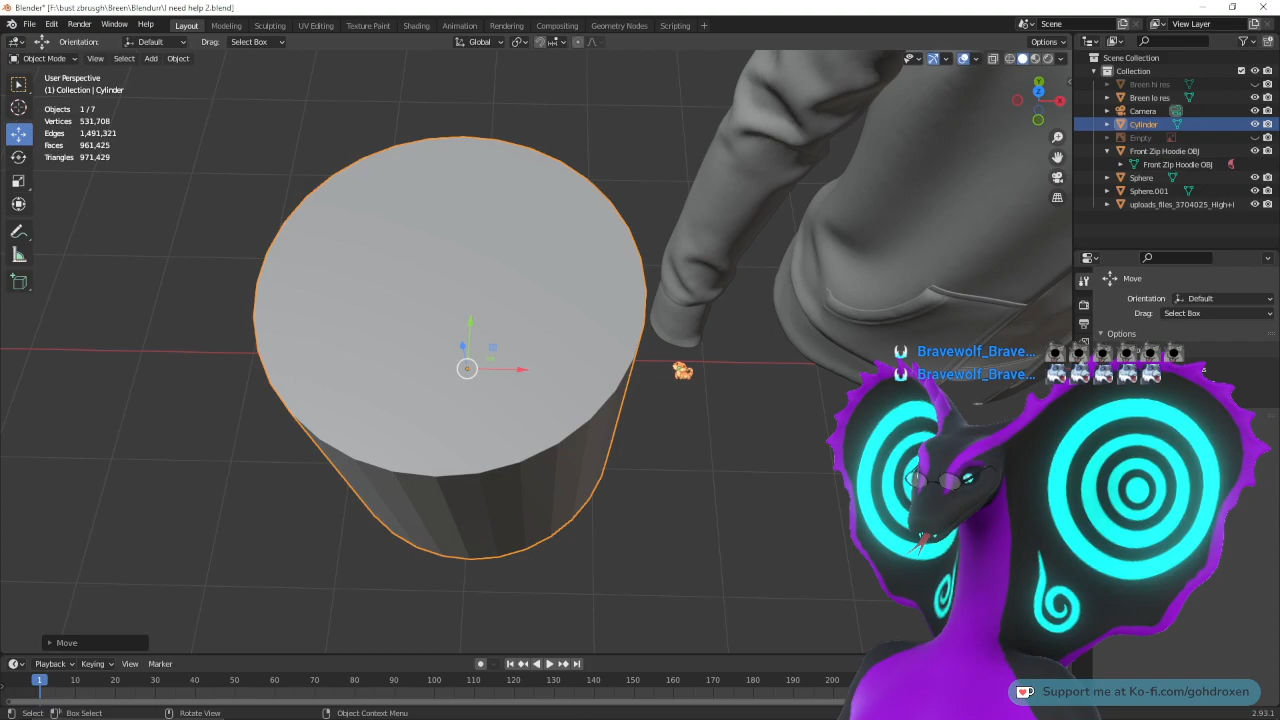 Blender* [F:\bust zbrusgh\Breen\Blendurr\I need help 2.blend]
File Edit Render Window Help Layout Modeling Sculpting UV Editing Texture Paint Shading Animation Rendering Compositing Geometry Nodes Scripting + Scene View Layer
Orientation: Default Drag: Select Box Global Options
Object Mode View Select Add Object
User Perspective
(1) Collection | Cylinder
Objects 1/7
Vertices 531,708
Edges 1,491,321
Faces 961,425
Triangles 971,429
Y
Z
X
Scene Collection
Collection
Breen hi res
Breen lo res
Camera
Cylinder
Empty
Front Zip Hoodie OBJ
Front Zip Hoodie OBJ
Sphere
Sphere.001
uploads_files_3704025_High+I
Move
Orientation Default
Drag: Select Box
Options
Bravewolf_Brave...
Bravewolf_Brave...
Move
Playback Keying View Marker
1 10 20 30 40 50 60 70 80 90 100 110 120 130 140 150 160 170 180 190 200
Support me at Ko-fi.com/gohdroxen
Select Box Select Rotate View Object Context Menu 2.93.1